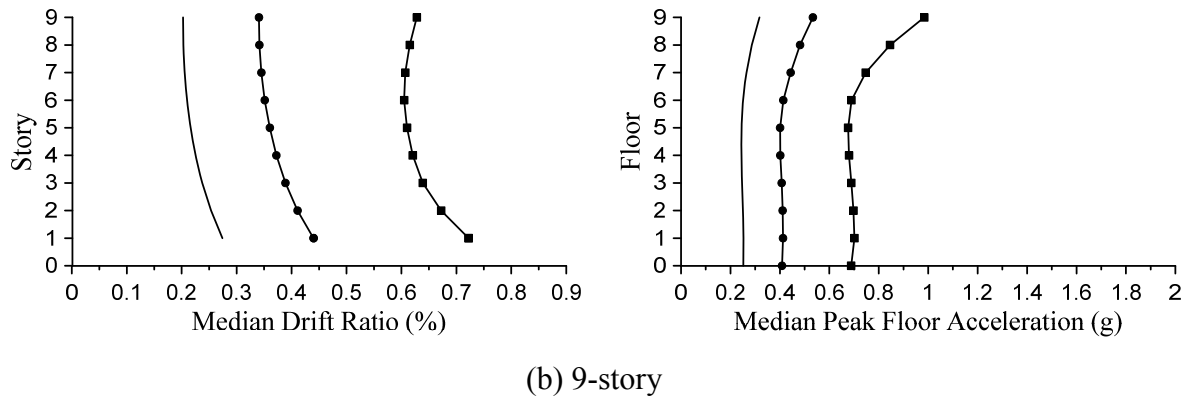 9
8
7
6
5
4
3
2
1
0
Story
0 0.1 0.2 0.3 0.4 0.5 0.6 0.7 0.8 0.9
Median Drift Ratio (%)
9
8
7
6
5
4
3
2
1
0
Floor
0 0.2 0.4 0.6 0.8 1 1.2 1.4 1.6 1.8 2
Median Peak Floor Acceleration (g)
(b) 9-story